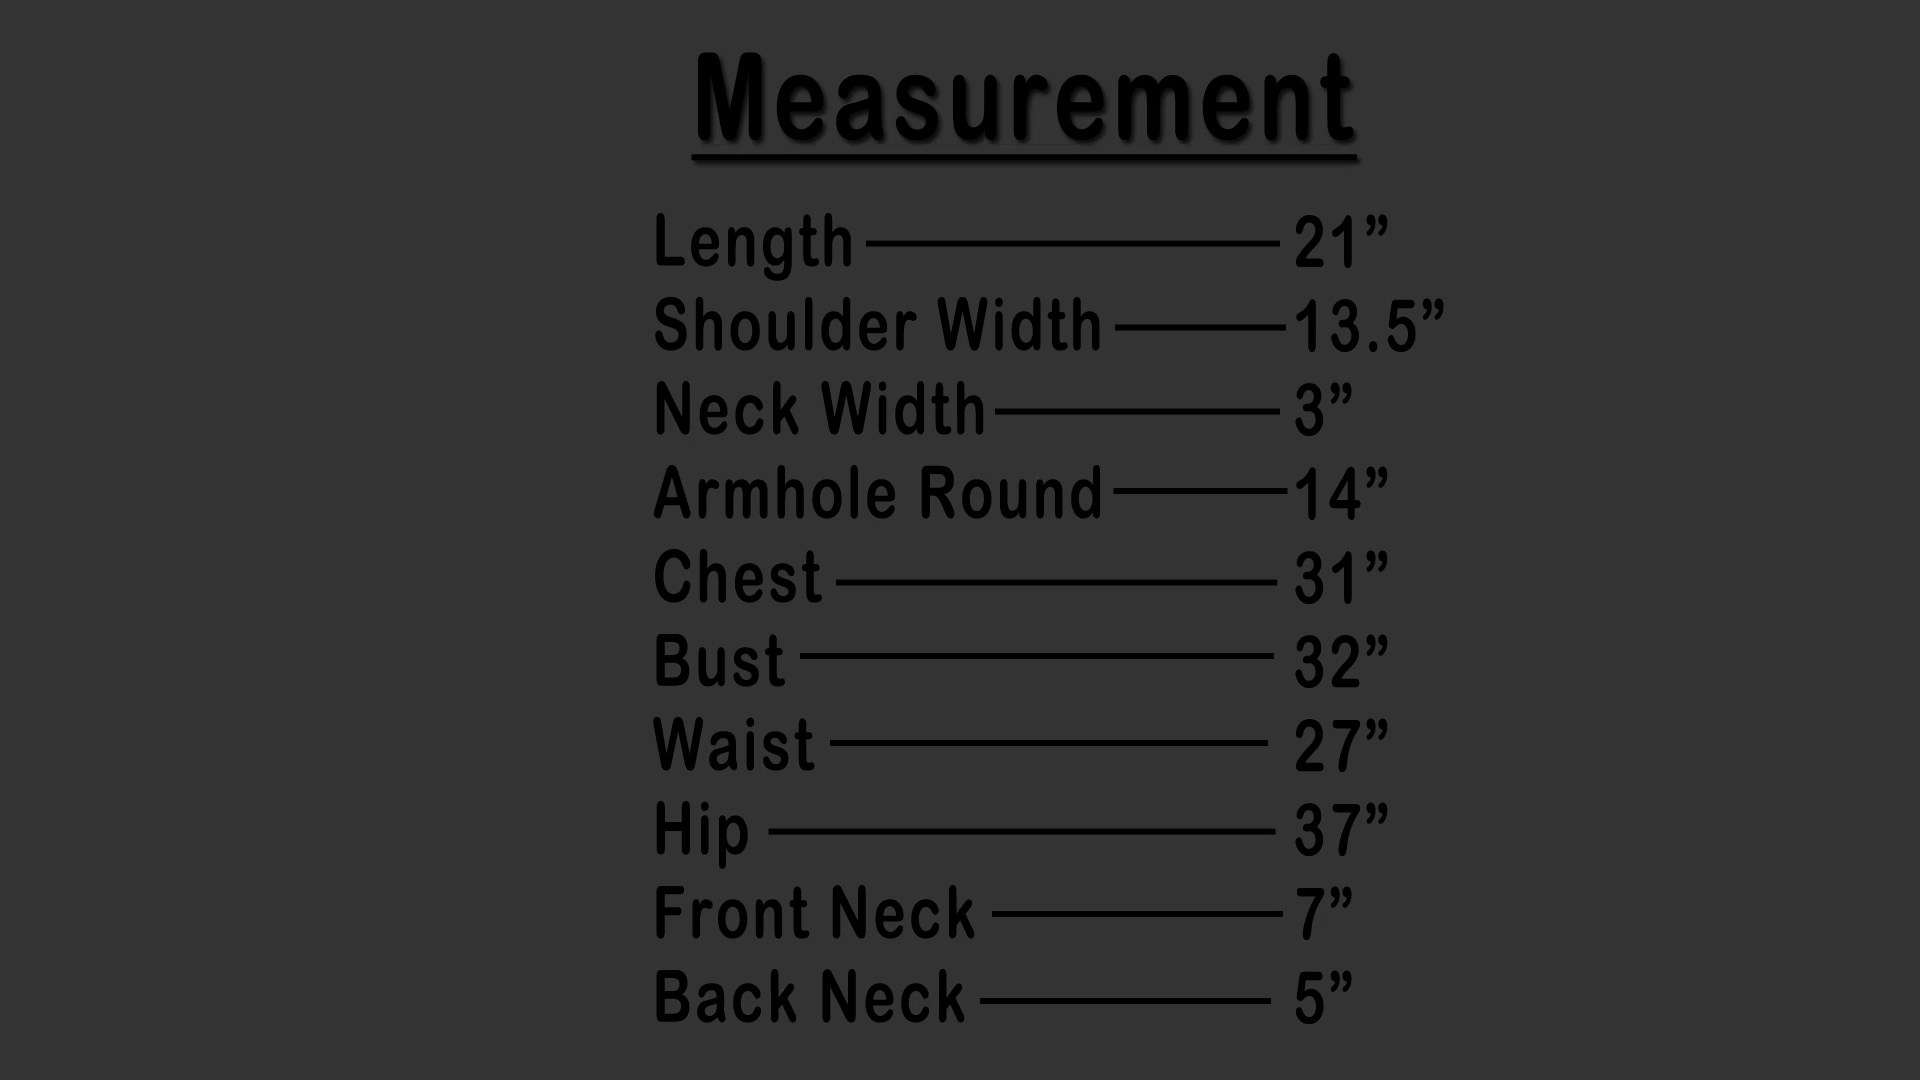 Measurement
Length 21”
Shoulder Width 13.5”
Neck Width 3”
Armhole Round 14”
Chest 31”
Bust 32”
Waist 27”
Hip 37”
Front Neck 7”
Back Neck 5”